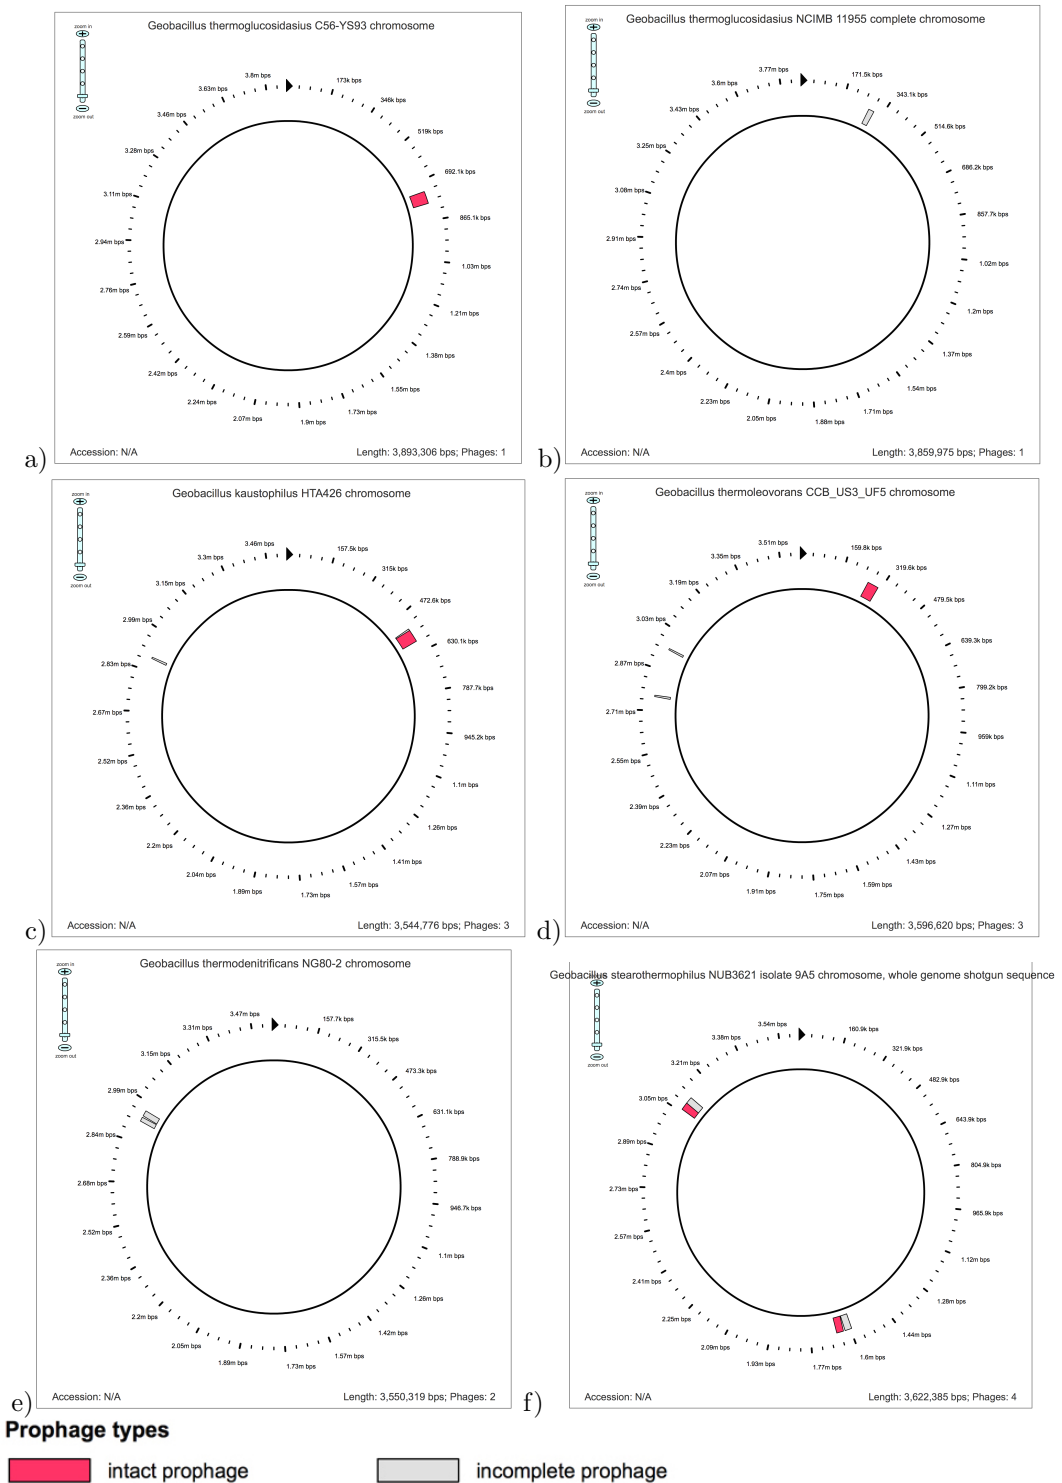 Geobacillus thermoglucosidasius C56-YS93 chromosome
zoom in
zoom out
3.8m bps
173k bps
346k bps
519k bps
692.1k bps
865.1k bps
1.03m bps
1.21m bps
1.38m bps
1.55m bps
1.73m bps
1.9m bps
2.07m bps
2.24m bps
2.42m bps
2.59m bps
2.76m bps
2.94m bps
3.11m bps
3.28m bps
3.46m bps
3.63m bps
a)
Accession: N/A
Length: 3,893,306 bps; Phages: 1
Geobacillus thermoglucosidasius NCIMB 11955 complete chromosome
zoom in
zoom out
3.77m bps
171.5k bps
343.1k bps
514.6k bps
686.2k bps
857.7k bps
1.02m bps
1.2m bps
1.37m bps
1.54m bps
1.71m bps
1.88m bps
2.05m bps
2.23m bps
2.4m bps
2.57m bps
2.74m bps
2.91m bps
3.08m bps
3.25m bps
3.43m bps
3.6m bps
b)
Accession: N/A
Length: 3,859,975 bps; Phages: 1
Geobacillus kaustophilus HTA426 chromosome
zoom in
zoom out
3.46m bps
157.5k bps
315k bps
472.6k bps
630.1k bps
787.7k bps
945.2k bps
1.1m bps
1.26m bps
1.41m bps
1.57m bps
1.73m bps
1.89m bps
2.04m bps
2.2m bps
2.36m bps
2.52m bps
2.67m bps
2.83m bps
2.99m bps
3.15m bps
3.3m bps
c)
Accession: N/A
Length: 3,544,776 bps; Phages: 3
Geobacillus thermoleovorans CCB_US3_UF5 chromosome
zoom in
zoom out
3.51m bps
159.8k bps
319.6k bps
479.5k bps
639.3k bps
799.2k bps
959k bps
1.11m bps
1.27m bps
1.43m bps
1.59m bps
1.75m bps
1.91m bps
2.07m bps
2.23m bps
2.39m bps
2.55m bps
2.71m bps
2.87m bps
3.03m bps
3.19m bps
3.35m bps
d)
Accession: N/A
Length: 3,596,620 bps; Phages: 3
Geobacillus thermodenitrificans NG80-2 chromosome
zoom in
zoom out
3.47m bps
157.7k bps
315.5k bps
473.3k bps
631.1k bps
788.9k bps
946.7k bps
1.1m bps
1.26m bps
1.42m bps
1.57m bps
1.73m bps
1.89m bps
2.05m bps
2.2m bps
2.36m bps
2.52m bps
2.68m bps
2.84m bps
2.99m bps
3.15m bps
3.31m bps
e)
Accession: N/A
Length: 3,550,319 bps; Phages: 2
Geobacillus stearothermophilus NUB3621 isolate 9A5 chromosome, whole genome shotgun sequence
zoom in
zoom out
3.54m bps
160.9k bps
321.9k bps
482.9k bps
643.9k bps
804.9k bps
965.9k bps
1.12m bps
1.28m bps
1.44m bps
1.6m bps
1.77m bps
1.93m bps
2.09m bps
2.25m bps
2.41m bps
2.57m bps
2.73m bps
2.89m bps
3.05m bps
3.21m bps
3.38m bps
f)
Accession: N/A
Length: 3,622,385 bps; Phages: 4
Prophage types
intact prophage
incomplete prophage